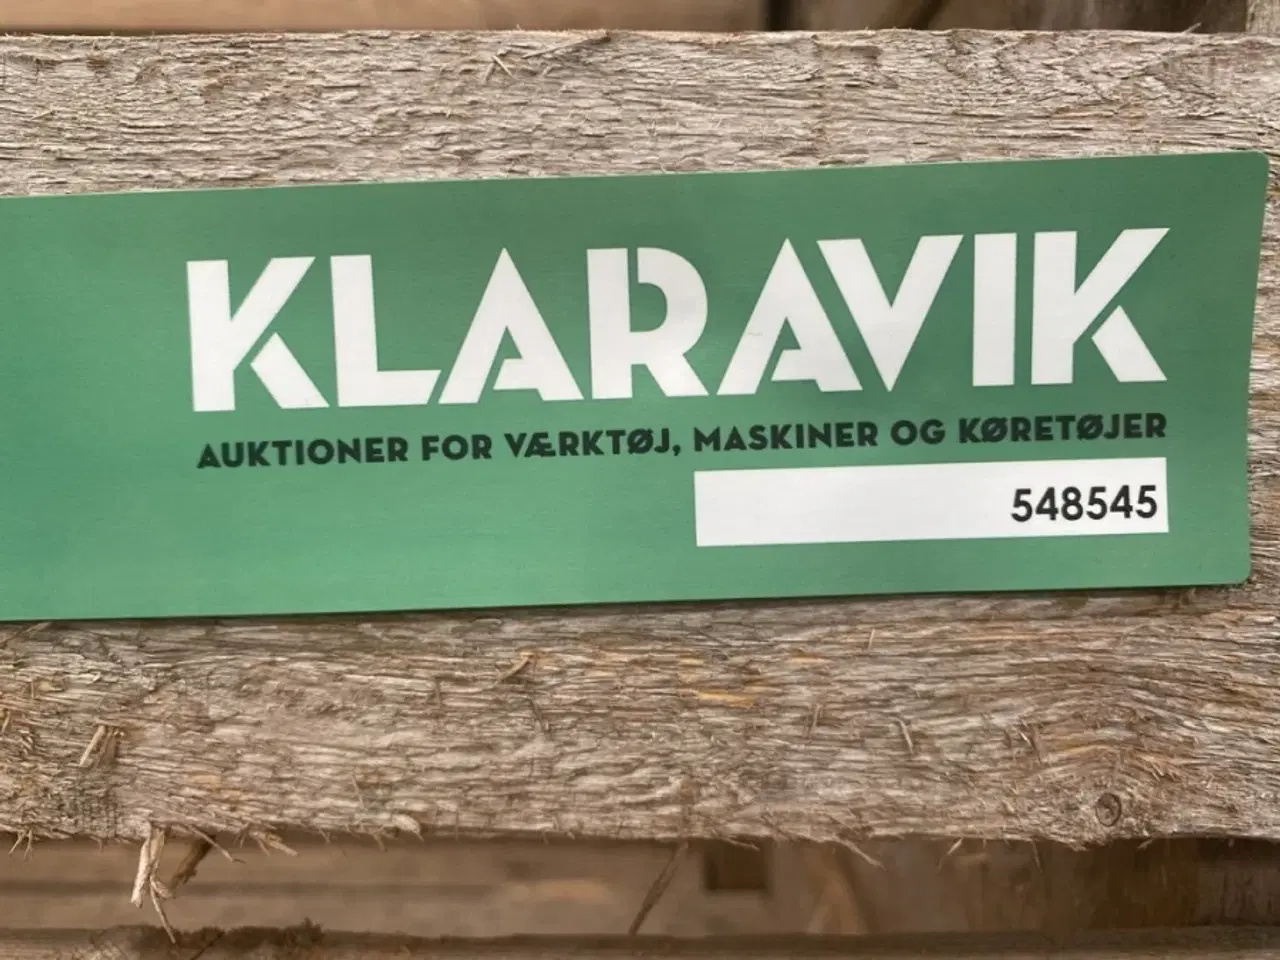 KLARAVIK
AUKTIONER FOR VÆRKTØJ, MASKINER OG KØRETØJER
548545